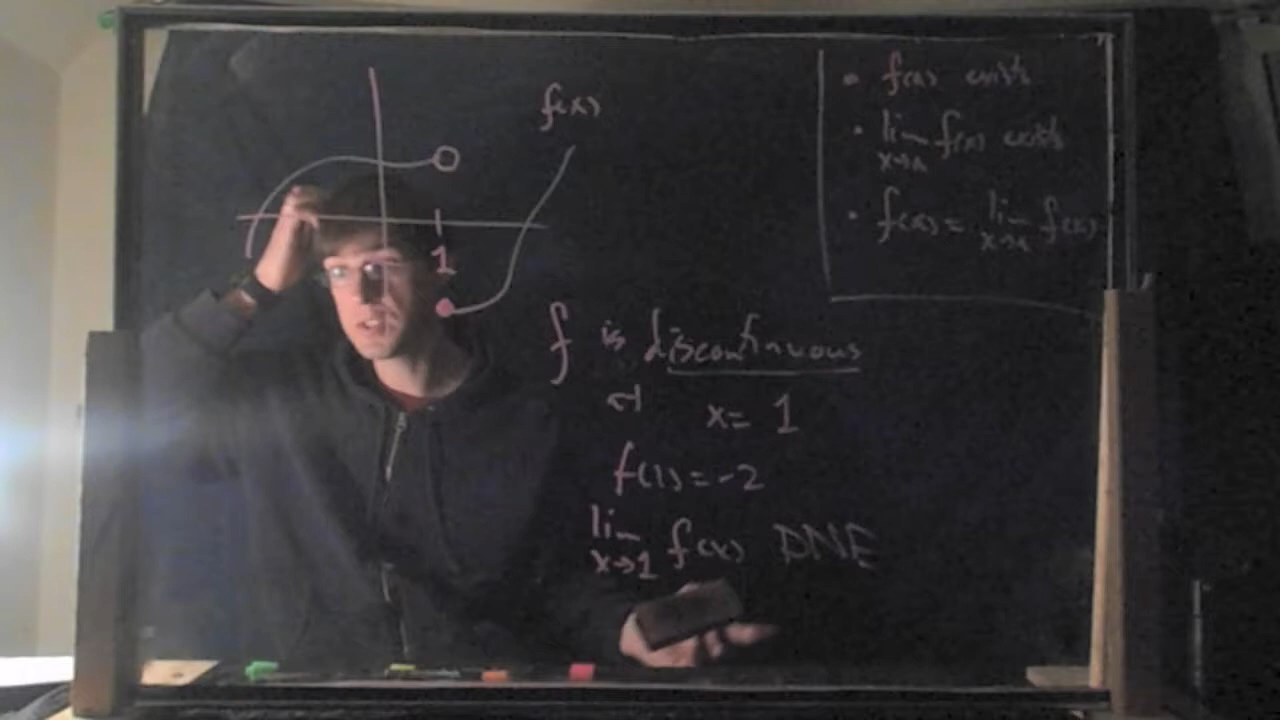 f(x)
1
f is discontinuous
at x = 1
f(1) = -2
lim x→1 f(x) DNE
• f(a) exists
• lim x→a f(x) exists
• f(a) = lim x→a f(x)